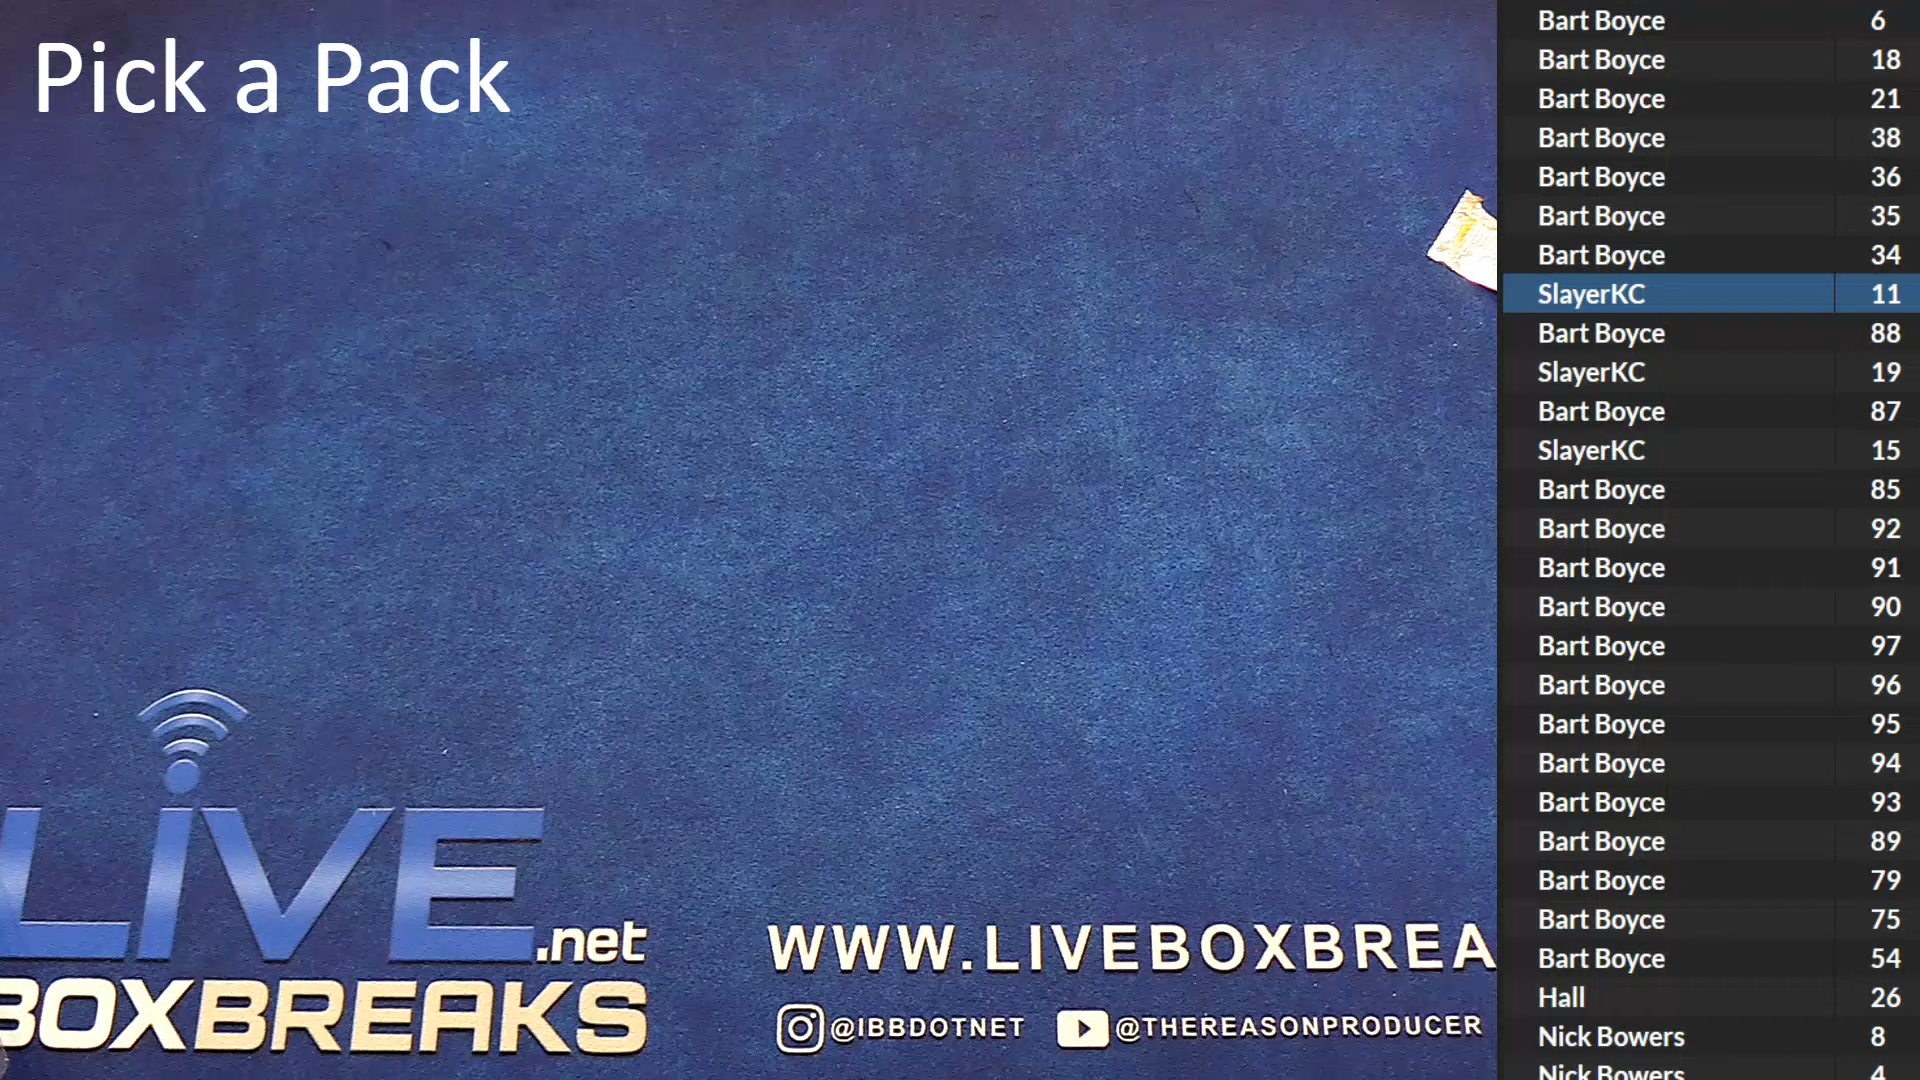 Pick a Pack
LiVE
.net
BOXBREAKS
WWW.LIVEBOXBREA
@IBBDOTNET
@THEREASONPRODUCER
Bart Boyce 6
Bart Boyce 18
Bart Boyce 21
Bart Boyce 38
Bart Boyce 36
Bart Boyce 35
Bart Boyce 34
SlayerKC 11
Bart Boyce 88
SlayerKC 19
Bart Boyce 87
SlayerKC 15
Bart Boyce 85
Bart Boyce 92
Bart Boyce 91
Bart Boyce 90
Bart Boyce 97
Bart Boyce 96
Bart Boyce 95
Bart Boyce 94
Bart Boyce 93
Bart Boyce 89
Bart Boyce 79
Bart Boyce 75
Bart Boyce 54
Hall 26
Nick Bowers 8
Nick Bowers 4